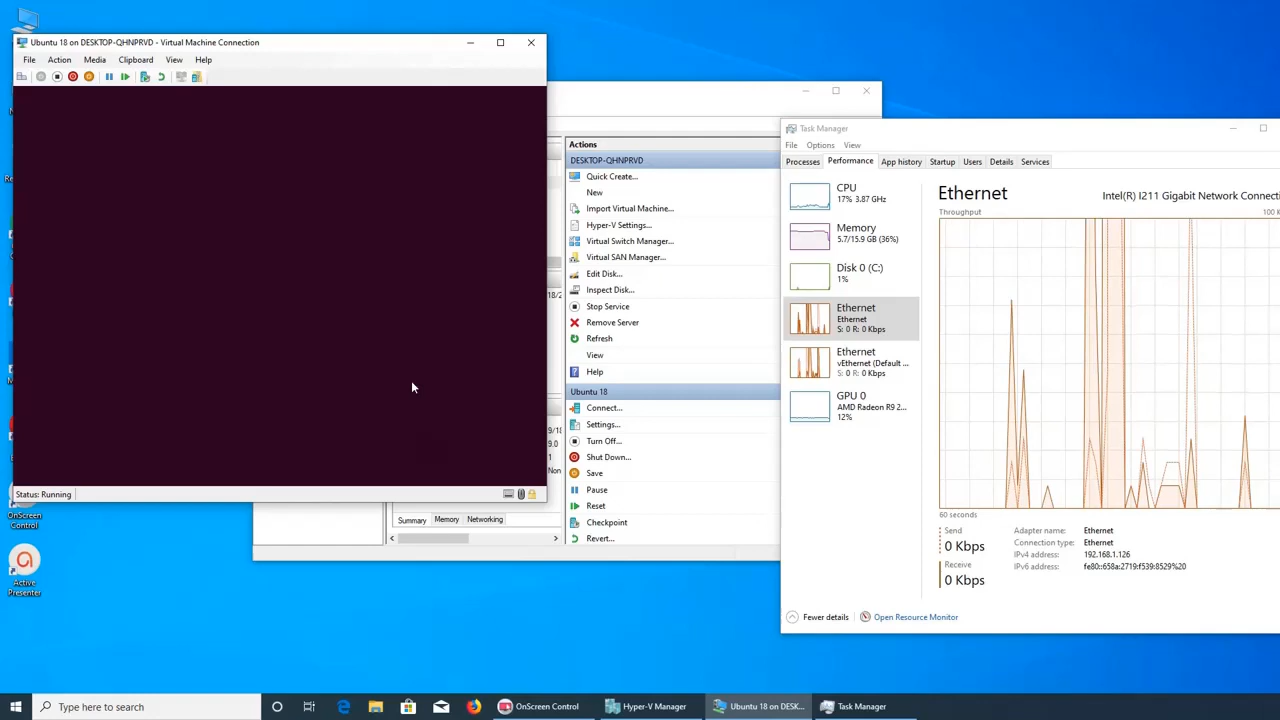 Ubuntu 18 on DESKTOP-QHNPRVD - Virtual Machine Connection
File Action Media Clipboard View Help
Status: Running
OnScreen
Control
Active
Presenter
Actions
DESKTOP-QHNPRVD
Quick Create...
New
Import Virtual Machine...
Hyper-V Settings...
Virtual Switch Manager...
Virtual SAN Manager...
Edit Disk...
Inspect Disk...
Stop Service
Remove Server
Refresh
View
Help
Ubuntu 18
Connect...
Settings...
Turn Off...
Shut Down...
Save
Pause
Reset
Checkpoint
Revert...
Summary Memory Networking
Task Manager
File Options View
Processes Performance App history Startup Users Details Services
CPU
17% 3.87 GHz
Memory
5.7/15.9 GB (36%)
Disk 0 (C:)
1%
Ethernet
Ethernet
S: 0 R: 0 Kbps
Ethernet
vEthernet (Default ...
S: 0 R: 0 Kbps
GPU 0
AMD Radeon R9 2...
12%
Ethernet
Intel(R) I211 Gigabit Network Connecti
Throughput
100 K
60 seconds
Send
0 Kbps
Receive
0 Kbps
Adapter name: Ethernet
Connection type: Ethernet
IPv4 address: 192.168.1.126
IPv6 address: fe80::658a:2719:f539:8529%20
Fewer details
Open Resource Monitor
Type here to search
OnScreen Control
Hyper-V Manager
Ubuntu 18 on DESK...
Task Manager